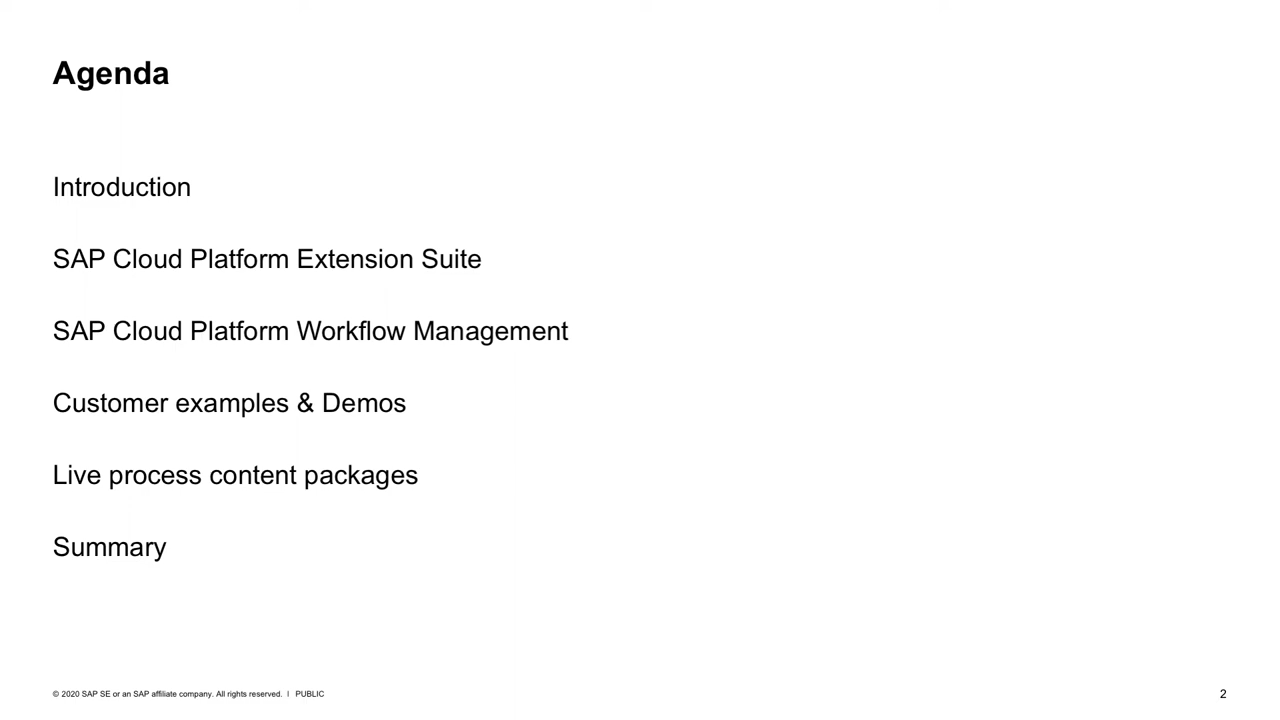 Agenda
Introduction
SAP Cloud Platform Extension Suite
SAP Cloud Platform Workflow Management
Customer examples & Demos
Live process content packages
Summary
© 2020 SAP SE or an SAP affiliate company. All rights reserved. | PUBLIC
2